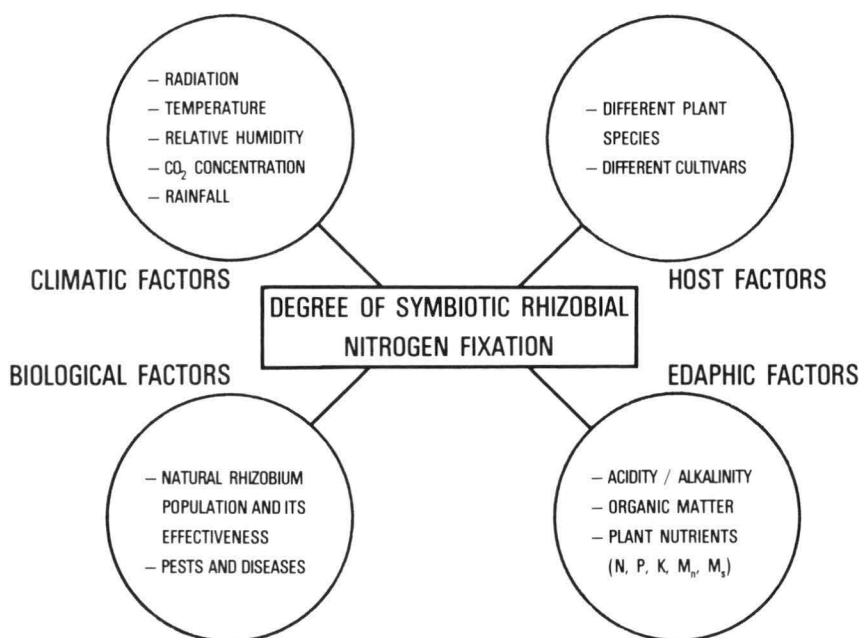 – RADIATION
– TEMPERATURE
– RELATIVE HUMIDITY
– CO₂ CONCENTRATION
– RAINFALL
CLIMATIC FACTORS
– DIFFERENT PLANT
SPECIES
– DIFFERENT CULTIVARS
HOST FACTORS
DEGREE OF SYMBIOTIC RHIZOBIAL
NITROGEN FIXATION
BIOLOGICAL FACTORS
– NATURAL RHIZOBIUM
POPULATION AND ITS
EFFECTIVENESS
– PESTS AND DISEASES
EDAPHIC FACTORS
– ACIDITY / ALKALINITY
– ORGANIC MATTER
– PLANT NUTRIENTS
(N, P, K, Mₙ, Mₛ)